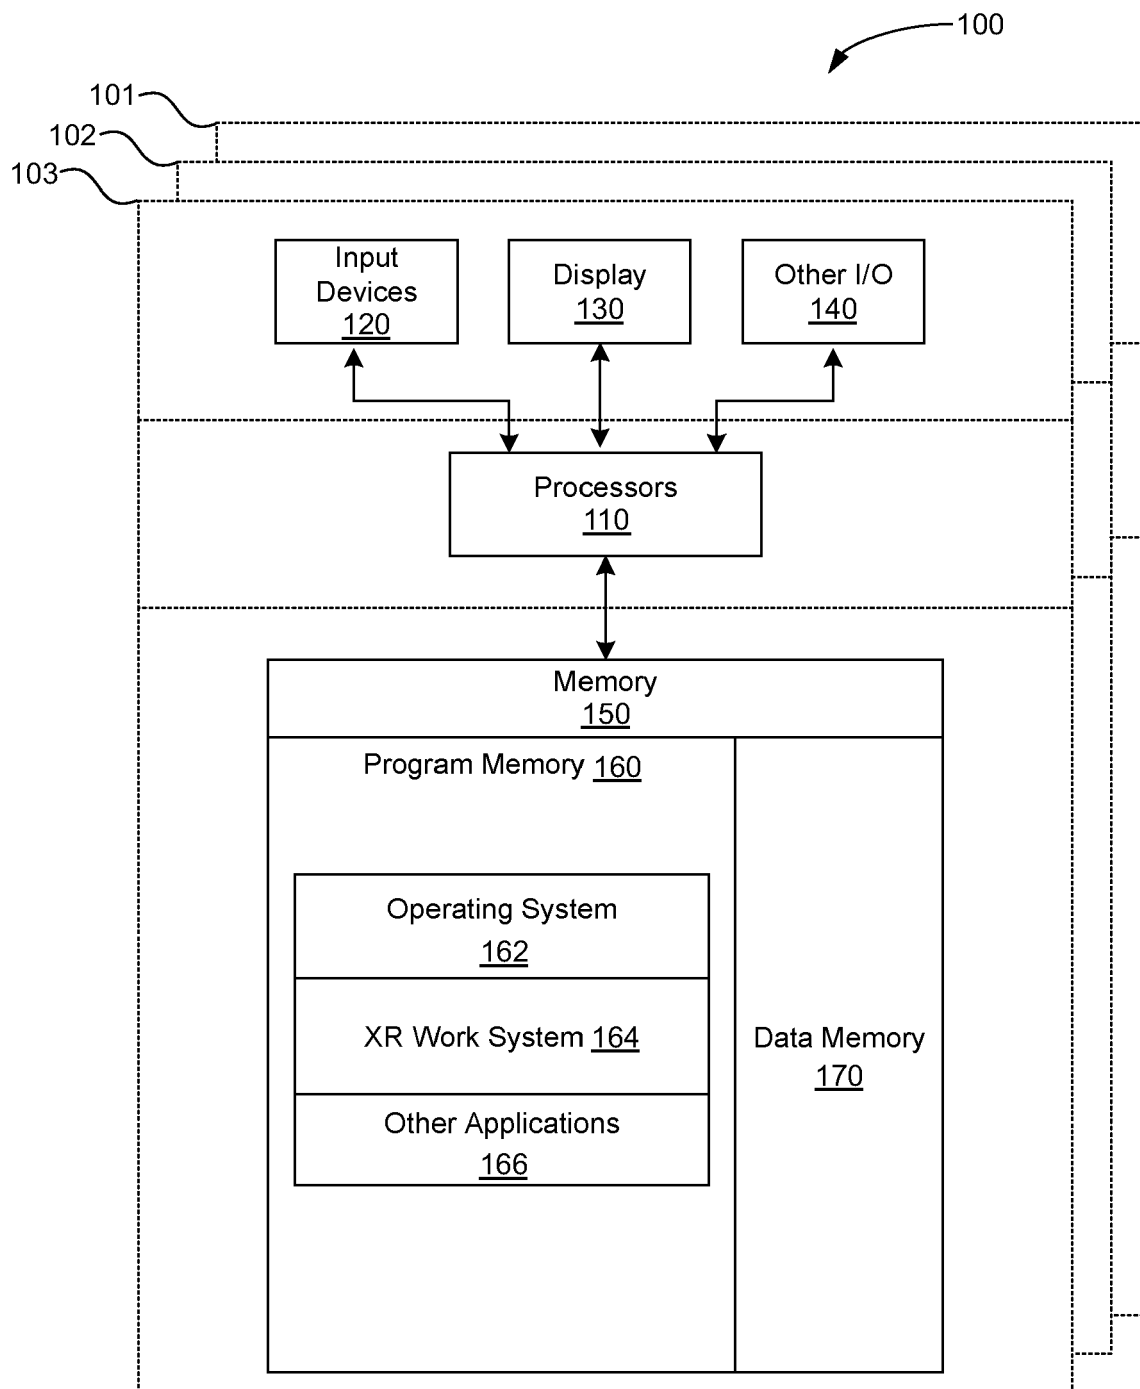 100
101
102
103
Input
Devices
120
Display
130
Other I/O
140
Processors
110
Memory
150
Program Memory 160
Operating System
162
XR Work System 164
Other Applications
166
Data Memory
170